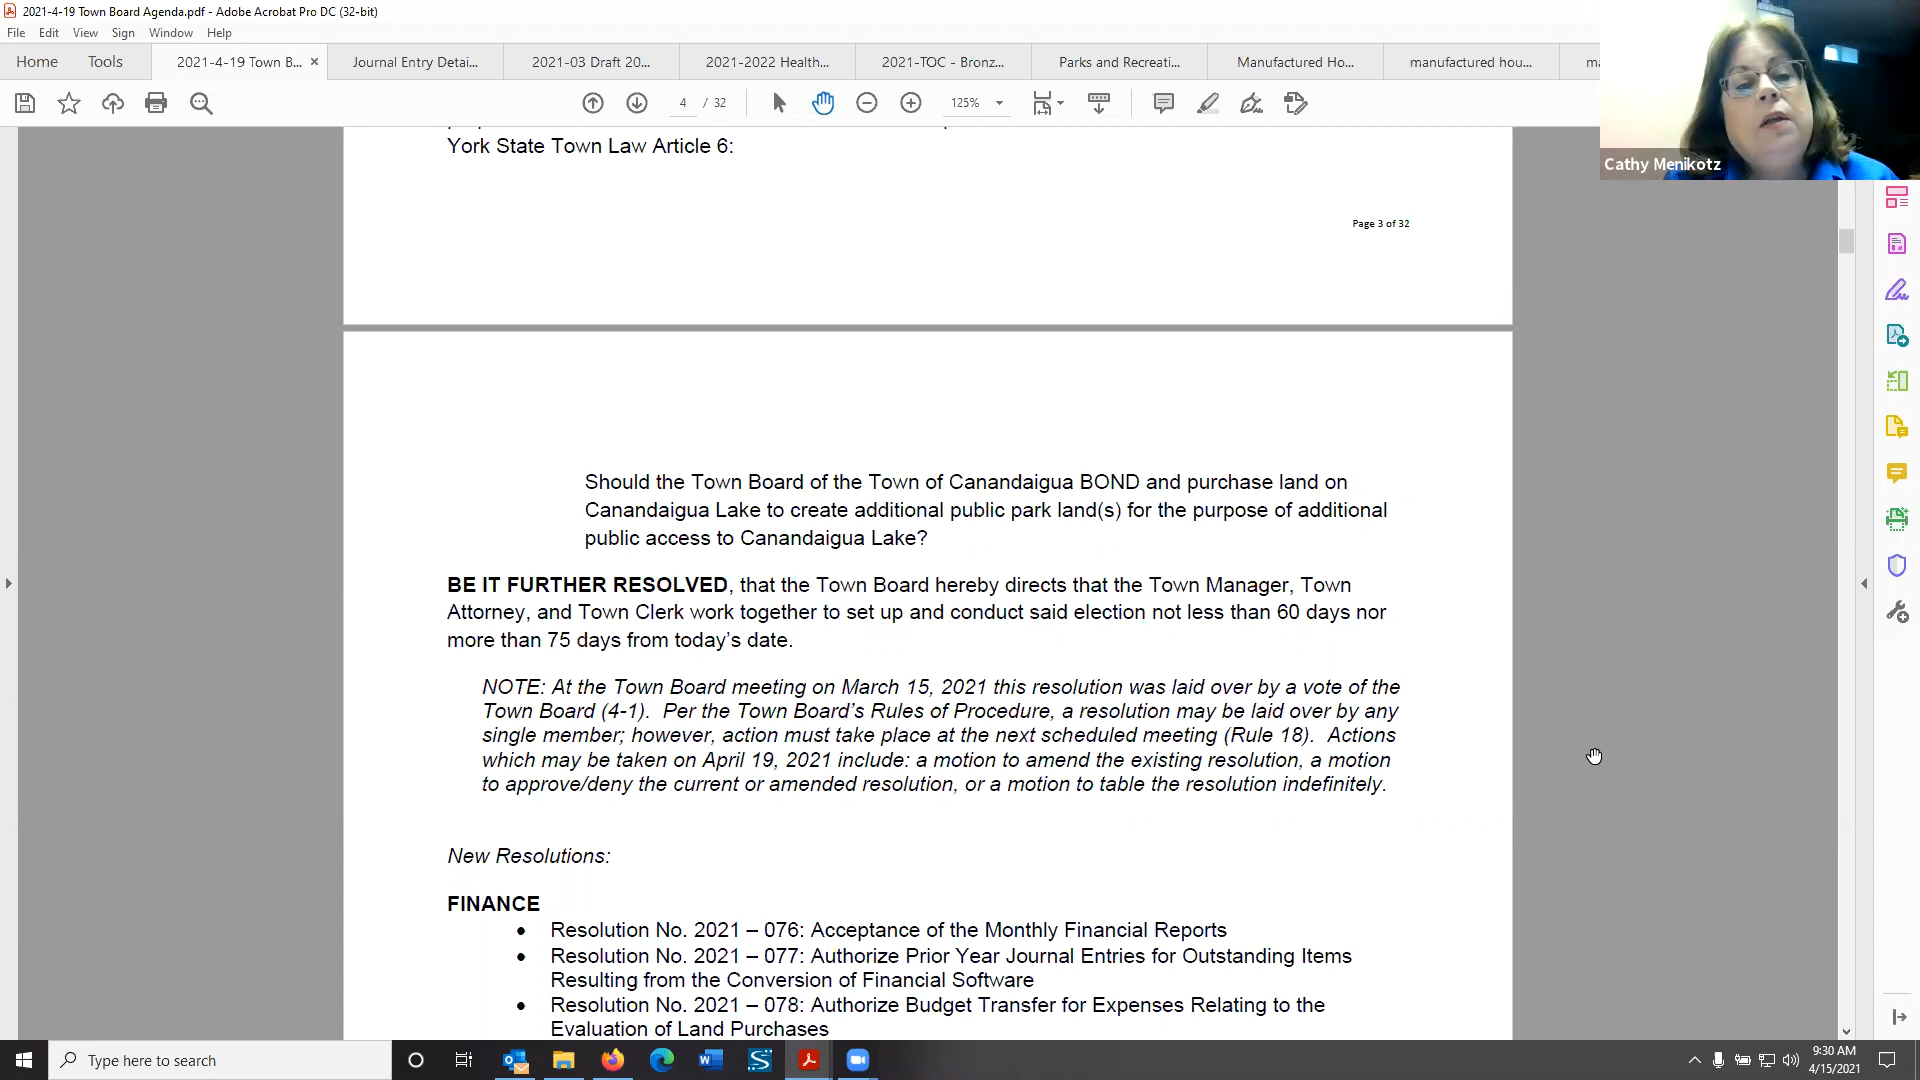 2021-4-19 Town Board Agenda.pdf - Adobe Acrobat Pro DC (32-bit)
File Edit View Sign Window Help
Home Tools 2021-4-19 Town B... × Journal Entry Detai... 2021-03 Draft 20... 2021-2022 Health... 2021-TOC - Bronz... Parks and Recreati... Manufactured Ho... manufactured hou...
4 / 32 125%
Cathy Menikotz
York State Town Law Article 6:
Page 3 of 32
Should the Town Board of the Town of Canandaigua BOND and purchase land on
Canandaigua Lake to create additional public park land(s) for the purpose of additional
public access to Canandaigua Lake?
BE IT FURTHER RESOLVED, that the Town Board hereby directs that the Town Manager, Town
Attorney, and Town Clerk work together to set up and conduct said election not less than 60 days nor
more than 75 days from today's date.
NOTE: At the Town Board meeting on March 15, 2021 this resolution was laid over by a vote of the
Town Board (4-1). Per the Town Board's Rules of Procedure, a resolution may be laid over by any
single member; however, action must take place at the next scheduled meeting (Rule 18). Actions
which may be taken on April 19, 2021 include: a motion to amend the existing resolution, a motion
to approve/deny the current or amended resolution, or a motion to table the resolution indefinitely.
New Resolutions:
FINANCE
• Resolution No. 2021 – 076: Acceptance of the Monthly Financial Reports
• Resolution No. 2021 – 077: Authorize Prior Year Journal Entries for Outstanding Items
Resulting from the Conversion of Financial Software
• Resolution No. 2021 – 078: Authorize Budget Transfer for Expenses Relating to the
Evaluation of Land Purchases
Type here to search
9:30 AM
4/15/2021